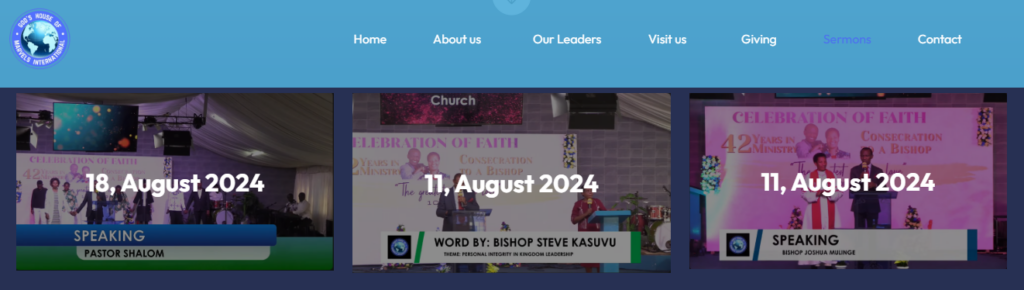 GOD'S HOUSE OF
MARVELS INTERNATIONAL
Home
About us
Our Leaders
Visit us
Giving
Sermons
Contact
CELEBRATION OF FAITH
42
18, August 2024
SPEAKING
PASTOR SHALOM
Church
CELEBRATION OF FAITH
42 YEARS IN
MINISTRY
CONSECRATION
TO A BISHOP
11, August 2024
WORD BY: BISHOP STEVE KASUVU
THEME: PERSONAL INTEGRITY IN KINGDOM LEADERSHIP
CELEBRATION OF FAITH
42 YEARS IN
MINISTRY
CONSECRATION
TO A BISHOP
11, August 2024
SPEAKING
BISHOP JOSHUA MULINGE